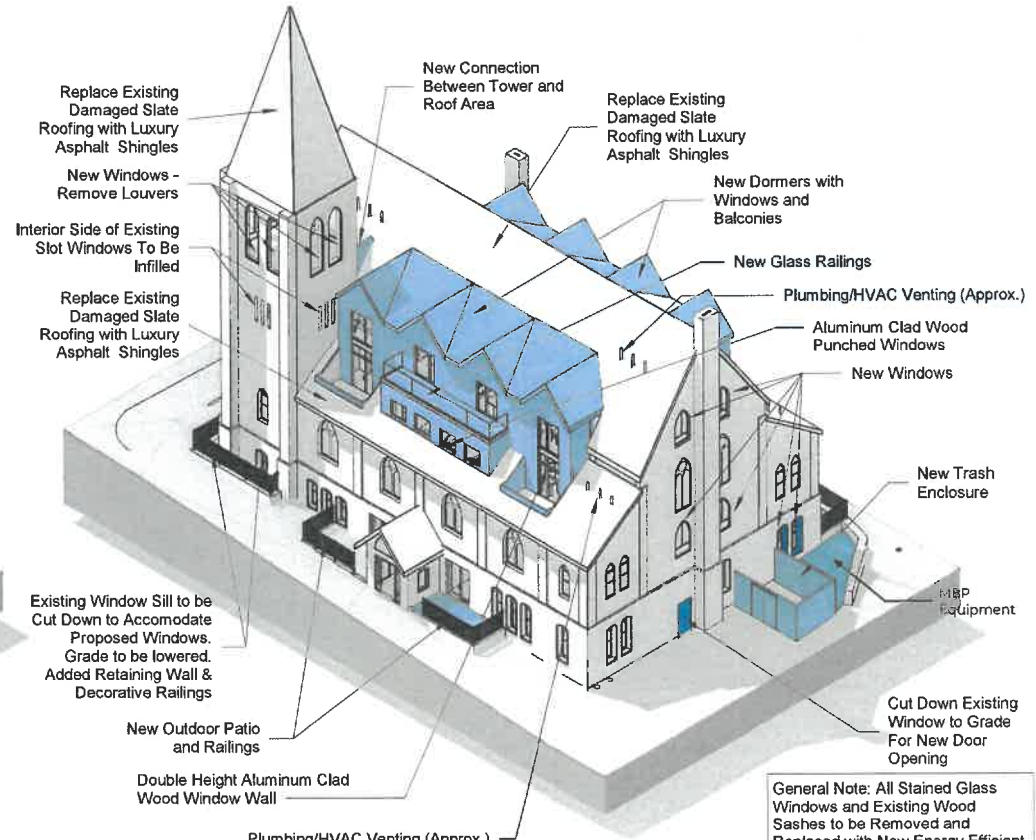 New Connection
Between Tower and
Roof Area
Replace Existing
Damaged Slate
Roofing with Luxury
Asphalt Shingles
Replace Existing
Damaged Slate
Roofing with Luxury
Asphalt Shingles
New Windows -
Remove Louvers
New Dormers with
Windows and
Balconies
Interior Side of Existing
Slot Windows To Be
Infilled
New Glass Railings
Plumbing/HVAC Venting (Approx.)
Replace Existing
Damaged Slate
Roofing with Luxury
Asphalt Shingles
Aluminum Clad Wood
Punched Windows
New Windows
New Trash
Enclosure
MBP
Equipment
Existing Window Sill to be
Cut Down to Accomodate
Proposed Windows.
Grade to be lowered.
Added Retaining Wall &
Decorative Railings
New Outdoor Patio
and Railings
Cut Down Existing
Window to Grade
For New Door
Opening
Double Height Aluminum Clad
Wood Window Wall
General Note: All Stained Glass
Windows and Existing Wood
Sashes to be Removed and
Replaced with New Energy Efficient
Plumbing/HVAC Venting (Approx.)